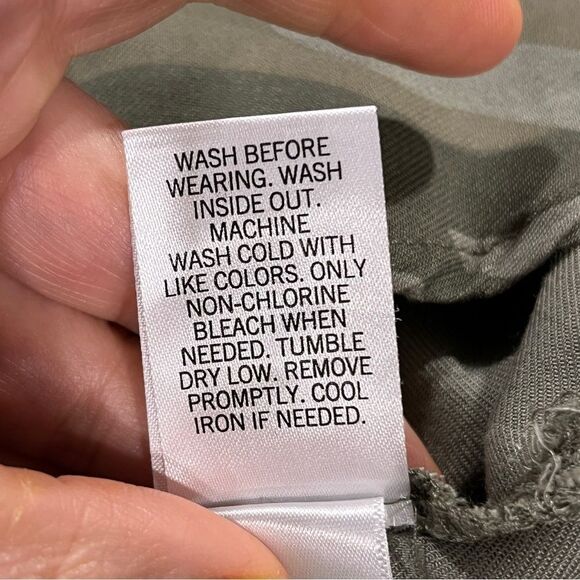 WASH BEFORE
WEARING. WASH
INSIDE OUT.
MACHINE
WASH COLD WITH
LIKE COLORS. ONLY
NON-CHLORINE
BLEACH WHEN
NEEDED. TUMBLE
DRY LOW. REMOVE
PROMPTLY. COOL
IRON IF NEEDED.